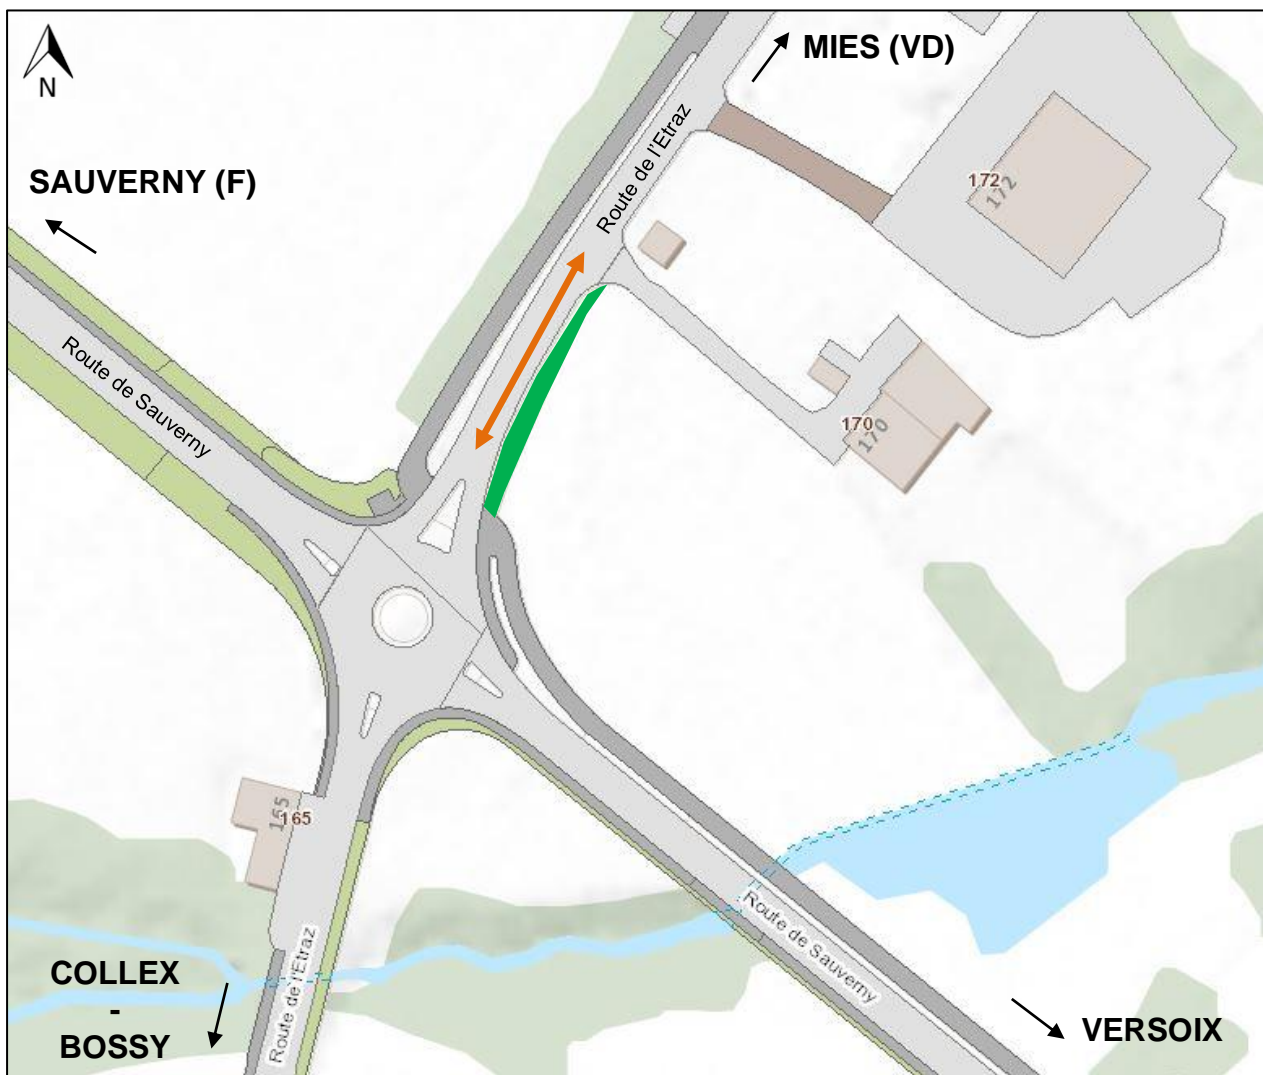 N
MIES (VD)
SAUVERNY (F)
Route de l'Etraz
172
172
Route de Sauverny
170
170
165
165
Route de l'Etraz
Route de Sauverny
COLLEX
-
BOSSY
VERSOIX